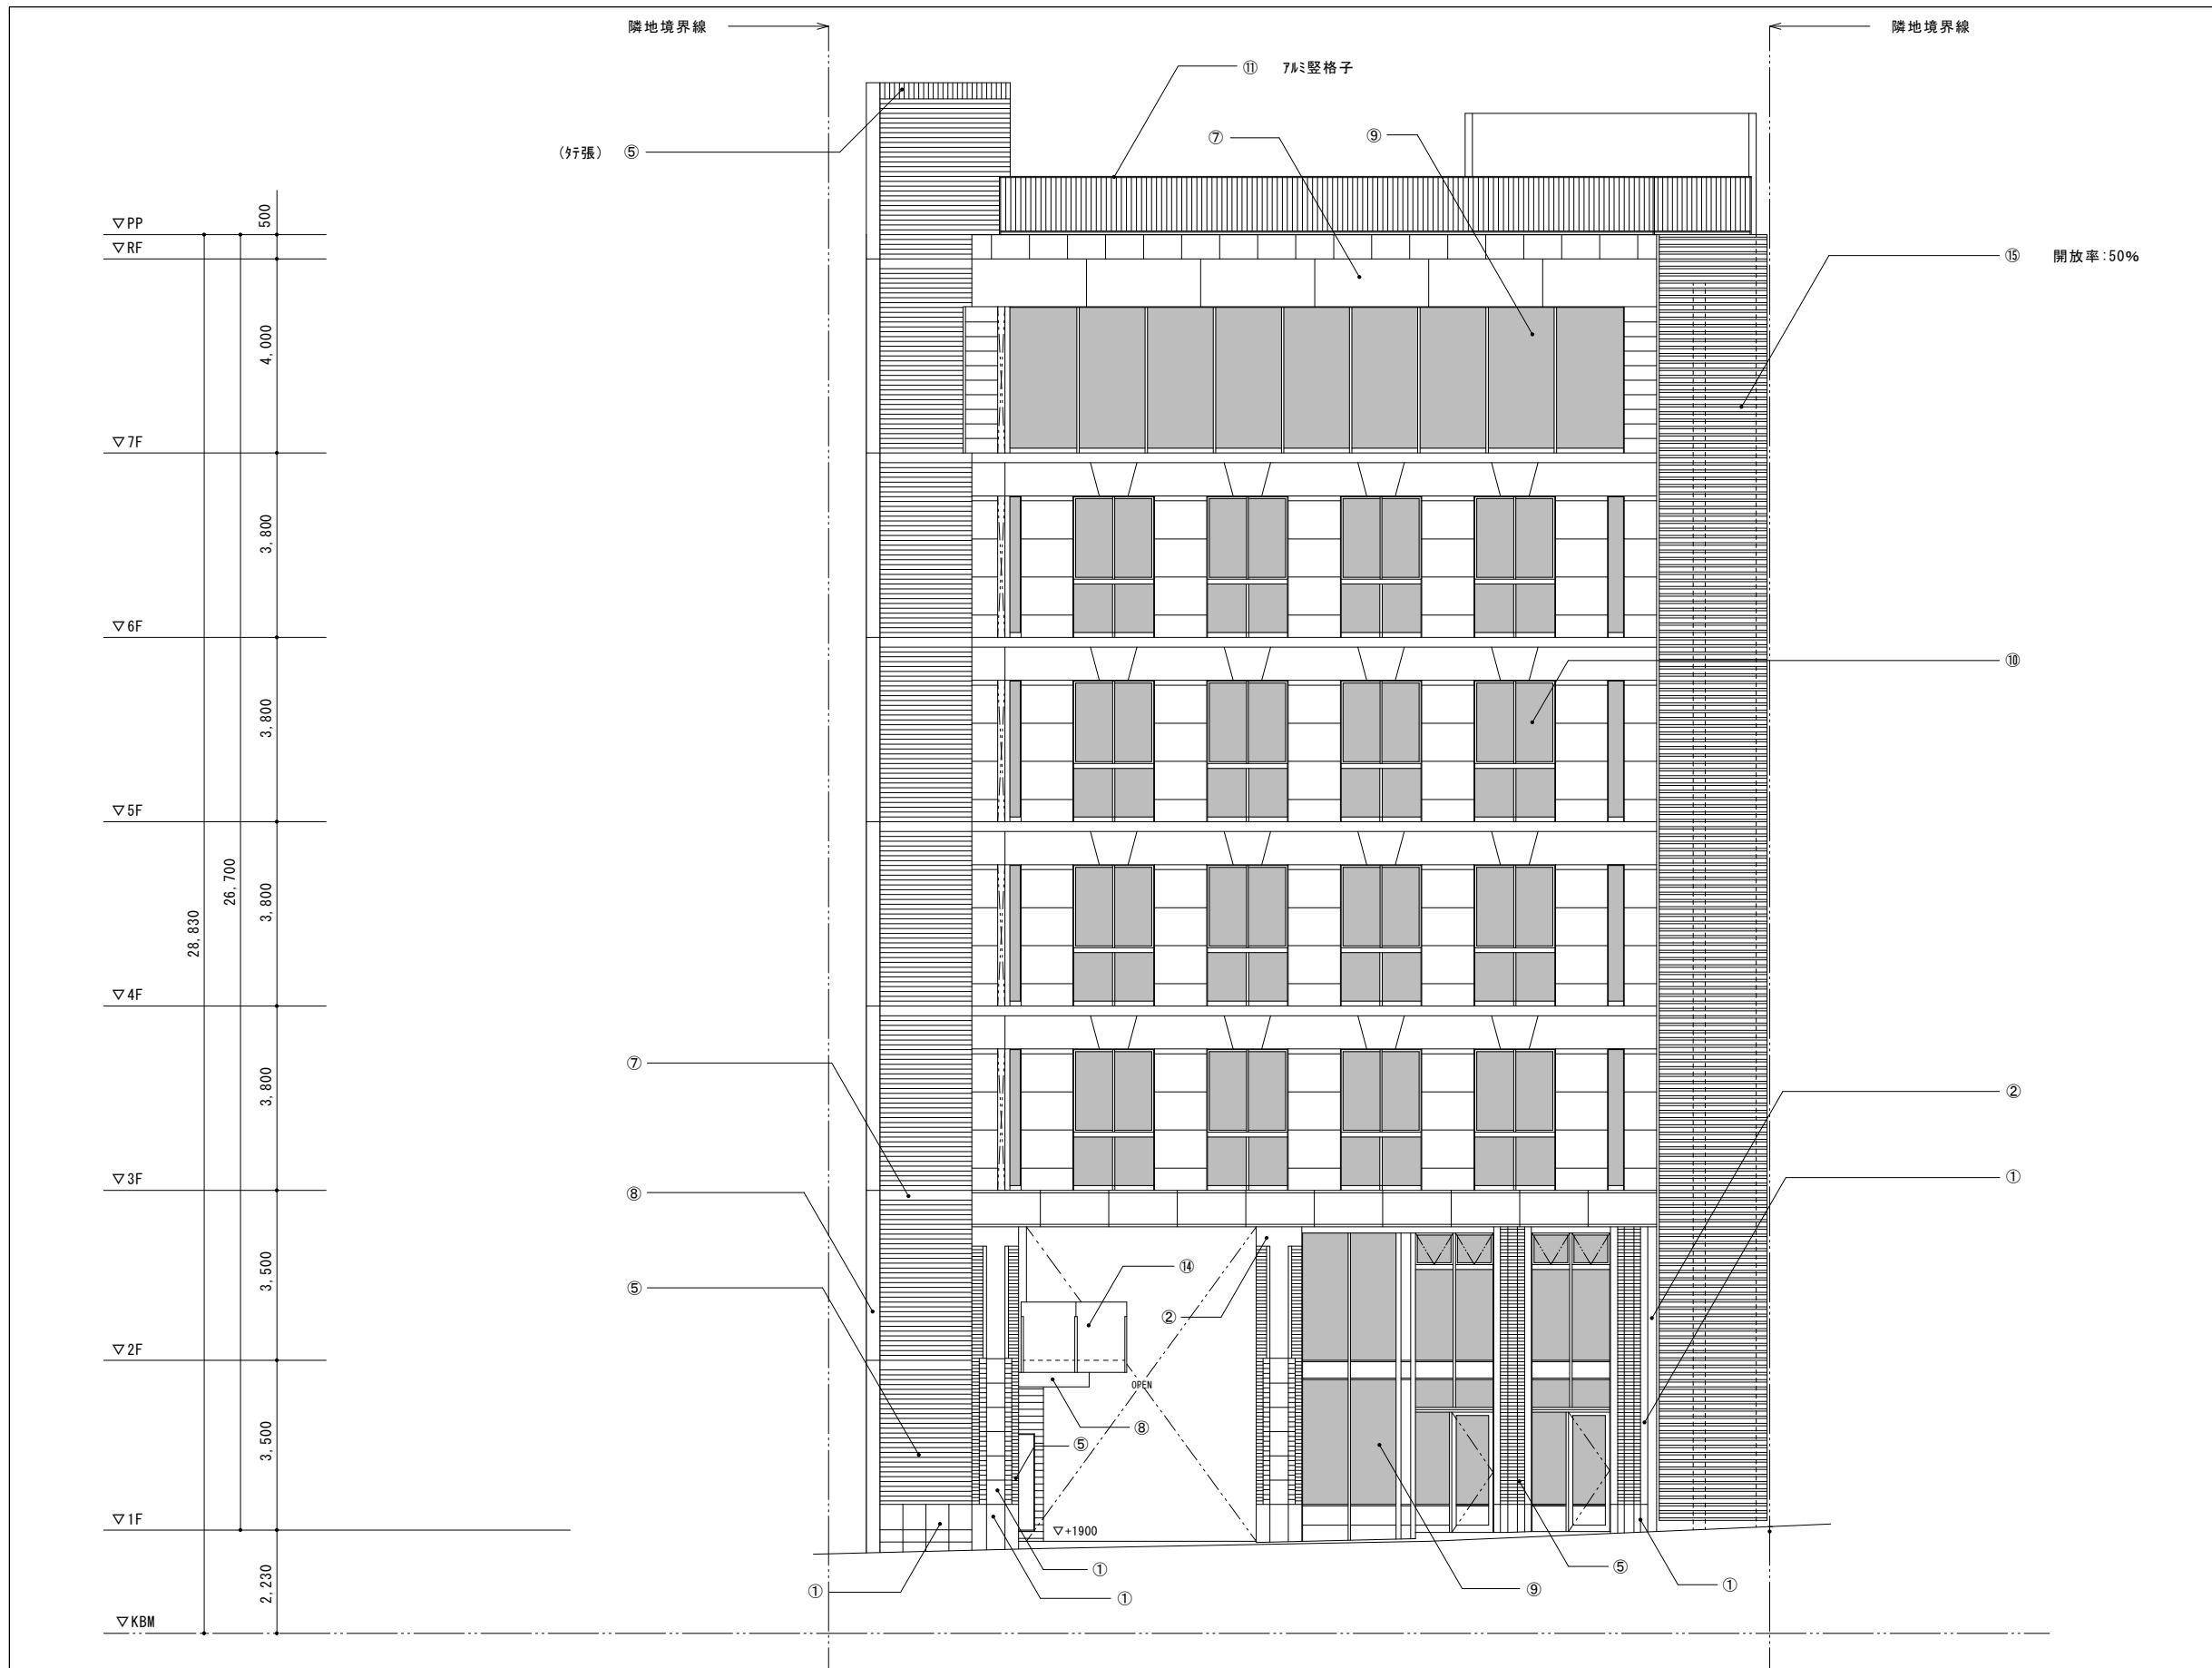 隣地境界線
隣地境界線
⑪ ｱﾙﾐ竪格子
(ﾀﾃ張) ⑤
⑦
⑨
▽PP
500
▽RF
⑮ 開放率:50%
4,000
▽7F
3,800
▽6F
⑩
3,800
▽5F
26,700
28,830
3,800
▽4F
⑦
3,800
②
▽3F
⑧
①
3,500
⑤
⑭
②
▽2F
OPEN
⑧
⑤
3,500
▽1F
▽+1900
2,230
①
①
①
⑨
⑤
①
▽KBM